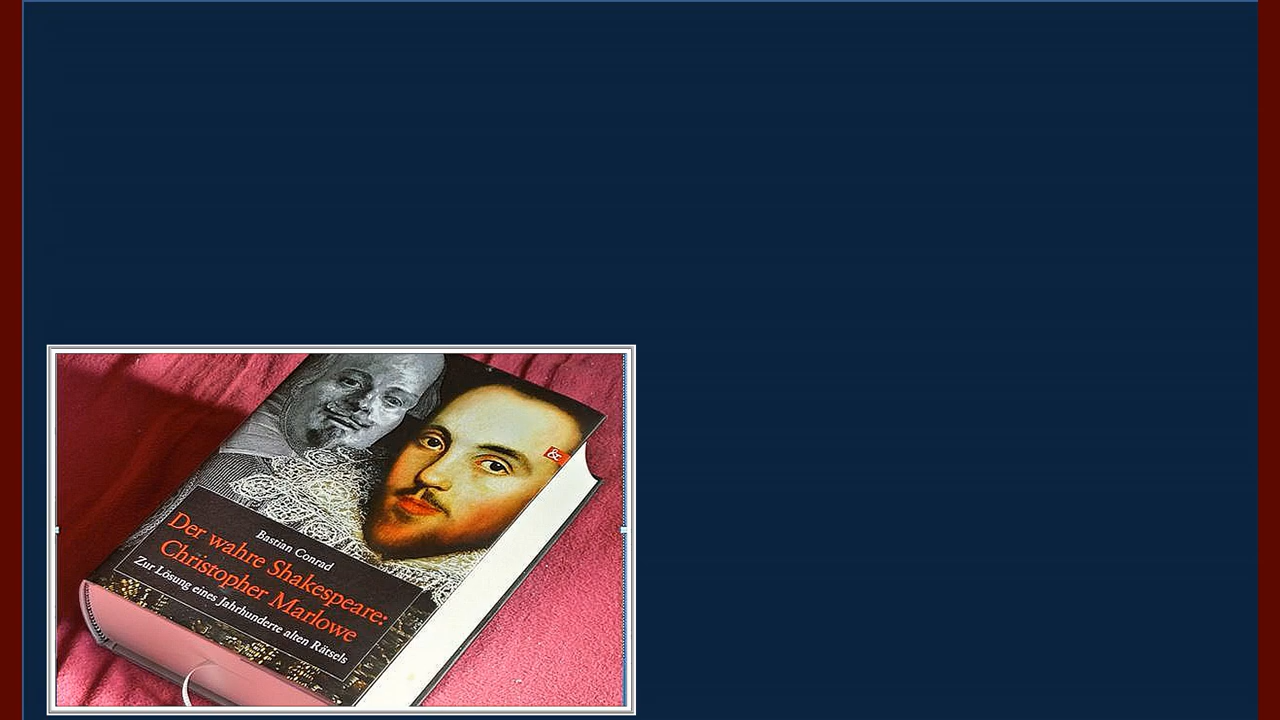 &
Bastian Conrad
Der wahre Shakespeare:
Christopher Marlowe
Zur Lösung eines Jahrhunderte alten Rätsels